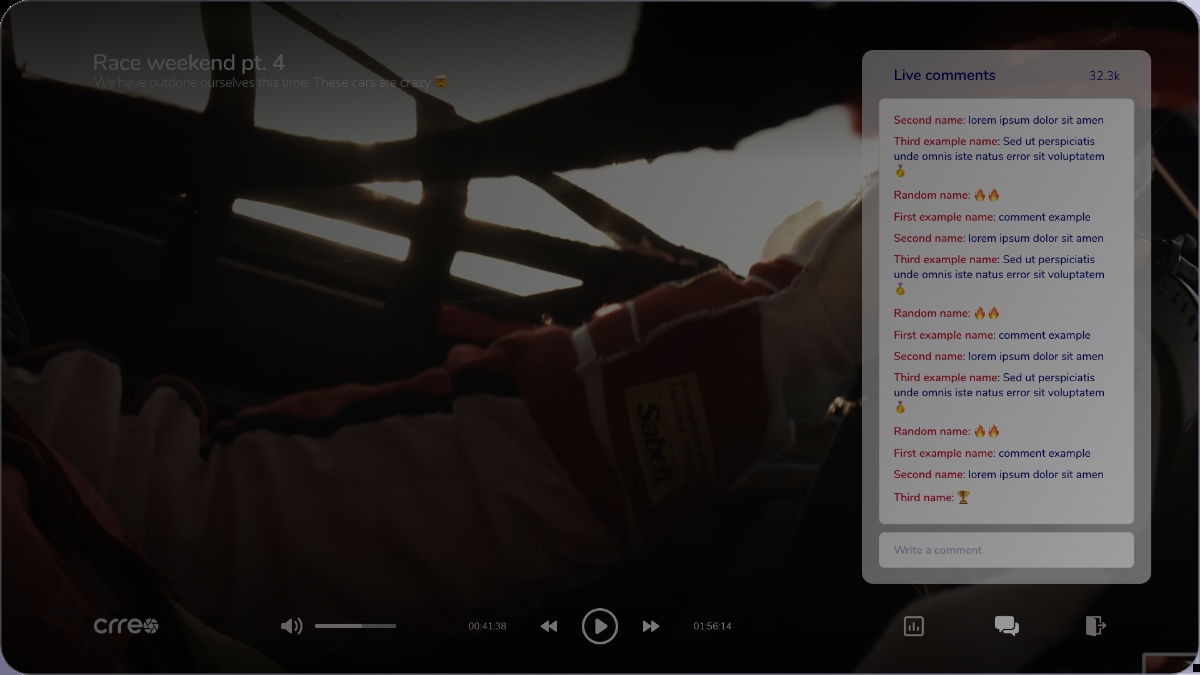 Race weekend pt. 4
We have outdone ourselves this time. These cars are crazy 🤯
Live comments
32.3k
Second name: lorem ipsum dolor sit amen
Third example name: Sed ut perspiciatis
unde omnis iste natus error sit voluptatem
🏅
Random name: 🔥🔥
First example name: comment example
Second name: lorem ipsum dolor sit amen
Third example name: Sed ut perspiciatis
unde omnis iste natus error sit voluptatem
🏅
Random name: 🔥🔥
First example name: comment example
Second name: lorem ipsum dolor sit amen
Third example name: Sed ut perspiciatis
unde omnis iste natus error sit voluptatem
🏅
Random name: 🔥🔥
First example name: comment example
Second name: lorem ipsum dolor sit amen
Third name: 🏆
Write a comment
Sabelt
crreo
00:41:38
01:56:14